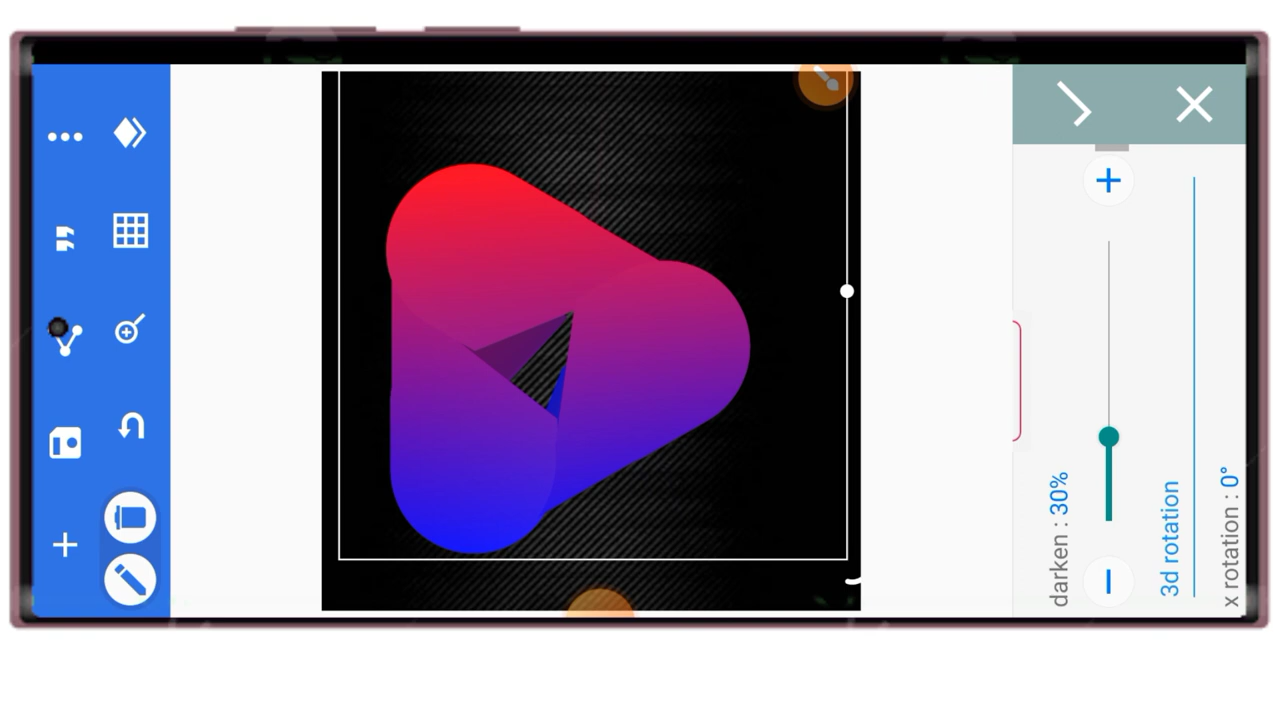 darken : 30%
3d rotation
x rotation : 0°